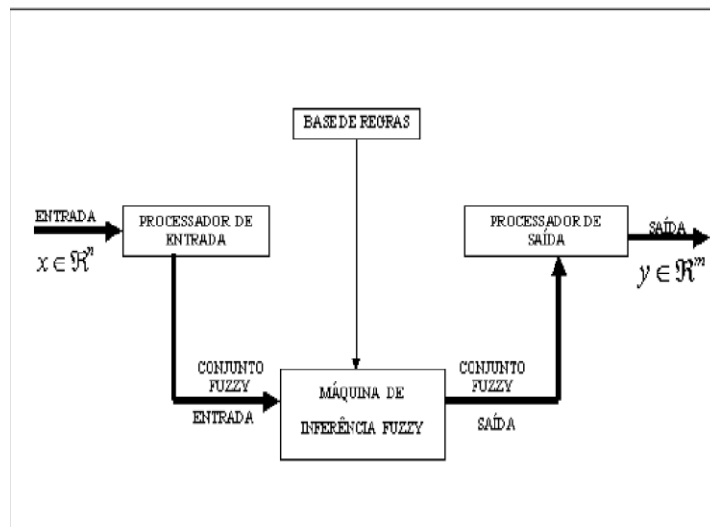 BASE DE REGRAS
ENTRADA
x ∈ ℜⁿ
PROCESSADOR DE
ENTRADA
PROCESSADOR DE
SAÍDA
SAÍDA
y ∈ ℜᵐ
CONJUNTO
FUZZY
ENTRADA
MÁQUINA DE
INFERÊNCIA FUZZY
CONJUNTO
FUZZY
SAÍDA